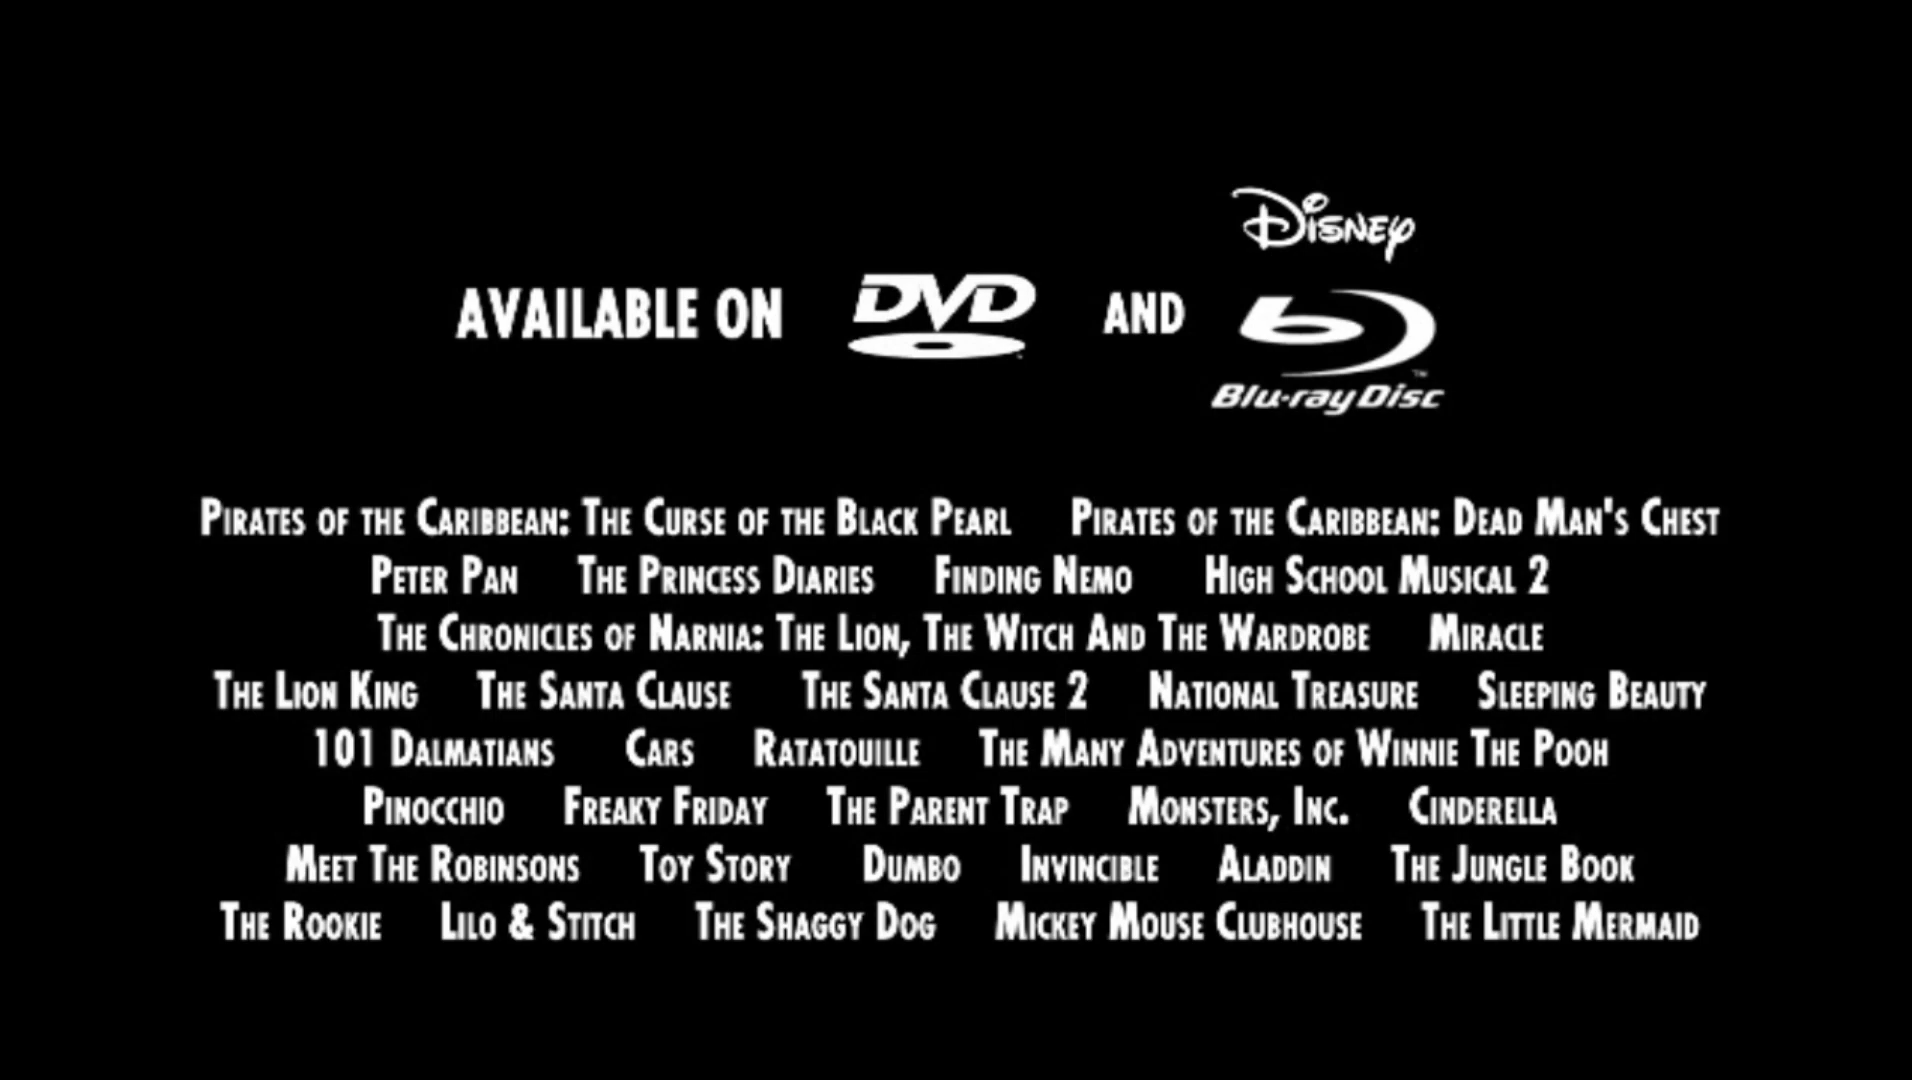 Disney
AVAILABLE ON DVD AND Blu-ray Disc™
PIRATES OF THE CARIBBEAN: THE CURSE OF THE BLACK PEARL PIRATES OF THE CARIBBEAN: DEAD MAN'S CHEST
PETER PAN THE PRINCESS DIARIES FINDING NEMO HIGH SCHOOL MUSICAL 2
THE CHRONICLES OF NARNIA: THE LION, THE WITCH AND THE WARDROBE MIRACLE
THE LION KING THE SANTA CLAUSE THE SANTA CLAUSE 2 NATIONAL TREASURE SLEEPING BEAUTY
101 DALMATIANS CARS RATATOUILLE THE MANY ADVENTURES OF WINNIE THE POOH
PINOCCHIO FREAKY FRIDAY THE PARENT TRAP MONSTERS, INC. CINDERELLA
MEET THE ROBINSONS TOY STORY DUMBO INVINCIBLE ALADDIN THE JUNGLE BOOK
THE ROOKIE LILO & STITCH THE SHAGGY DOG MICKEY MOUSE CLUBHOUSE THE LITTLE MERMAID